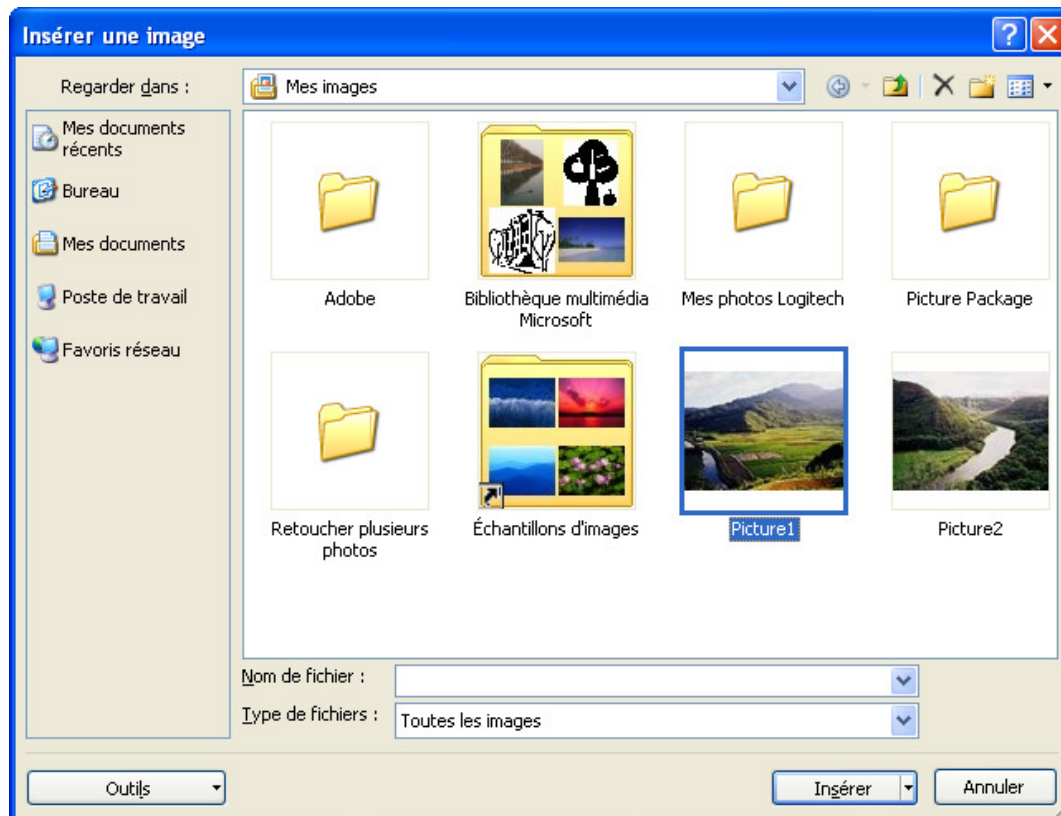 Insérer une image
Regarder dans :
Mes images
Mes documents
récents
Bureau
Mes documents
Poste de travail
Favoris réseau
Adobe
Bibliothèque multimédia
Microsoft
Mes photos Logitech
Picture Package
Retoucher plusieurs
photos
Échantillons d'images
Picture1
Picture2
Nom de fichier :
Type de fichiers :
Toutes les images
Outils
Insérer
Annuler